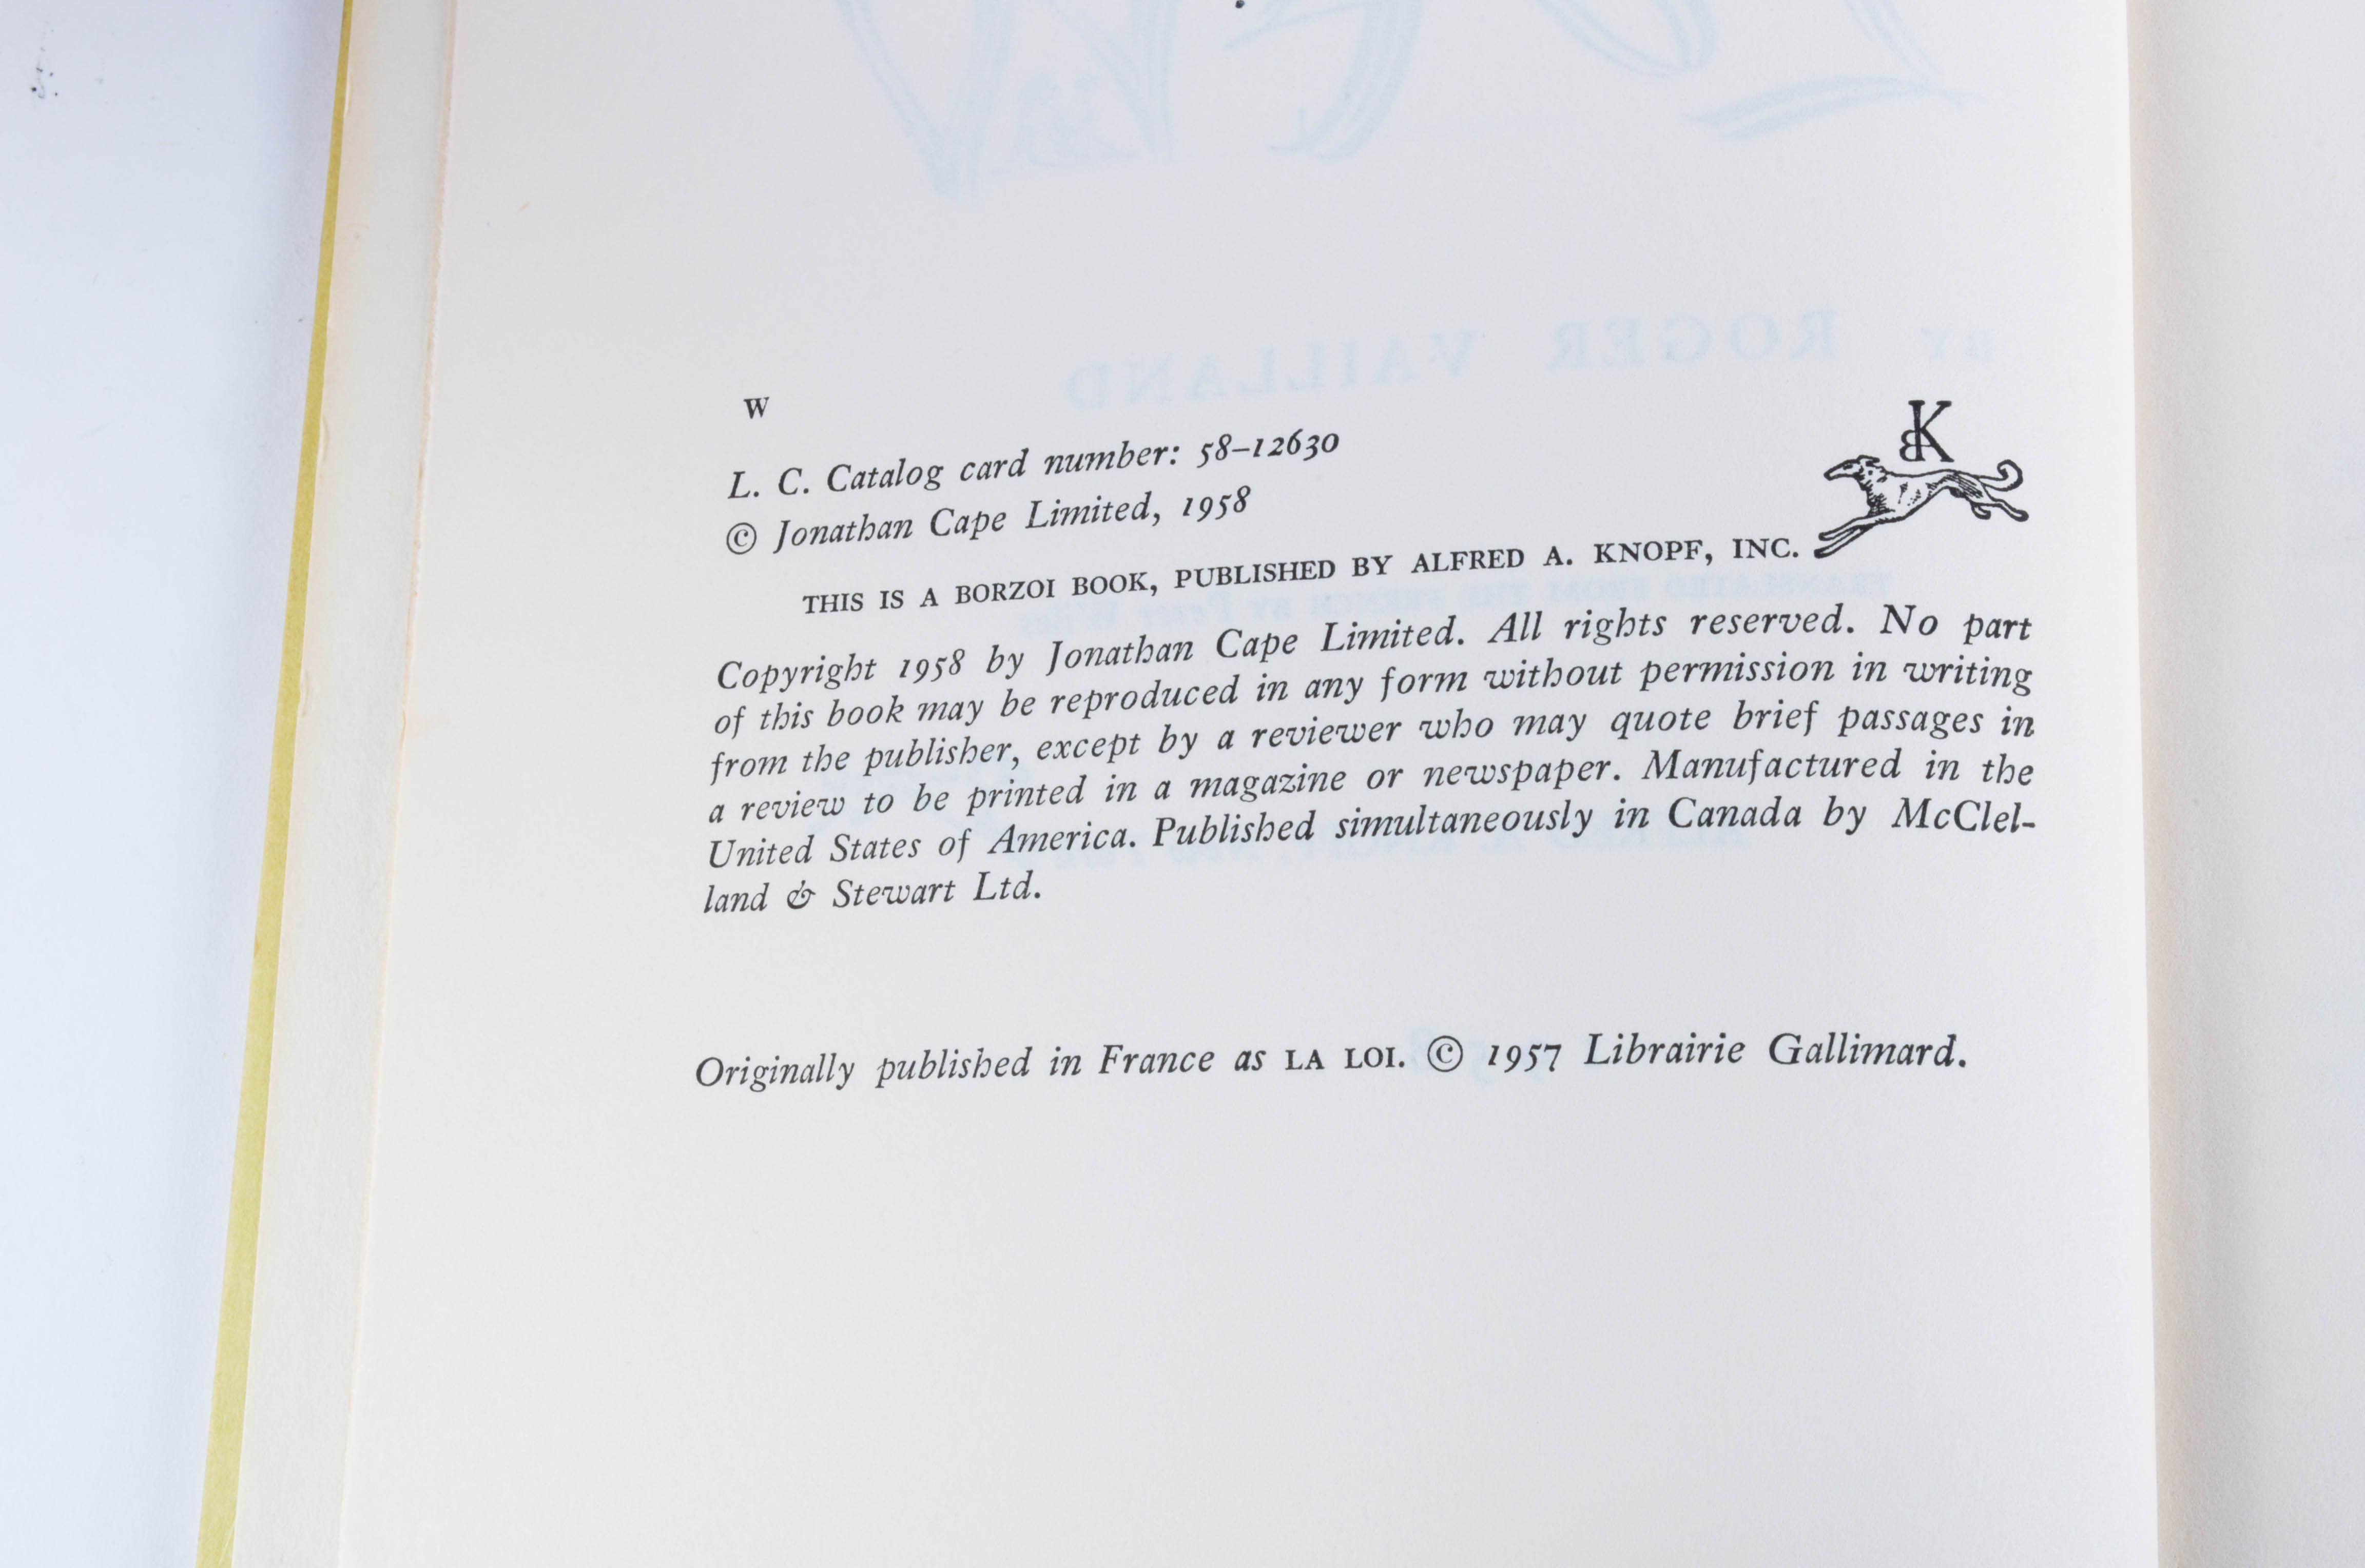 BY ROGER VAILLAND
W
L. C. Catalog card number: 58-12630
© Jonathan Cape Limited, 1958
BK
THIS IS A BORZOI BOOK, PUBLISHED BY ALFRED A. KNOPF, INC.
Copyright 1958 by Jonathan Cape Limited. All rights reserved. No part
of this book may be reproduced in any form without permission in writing
from the publisher, except by a reviewer who may quote brief passages in
a review to be printed in a magazine or newspaper. Manufactured in the
United States of America. Published simultaneously in Canada by McClel-
land & Stewart Ltd.
Originally published in France as LA LOI. © 1957 Librairie Gallimard.